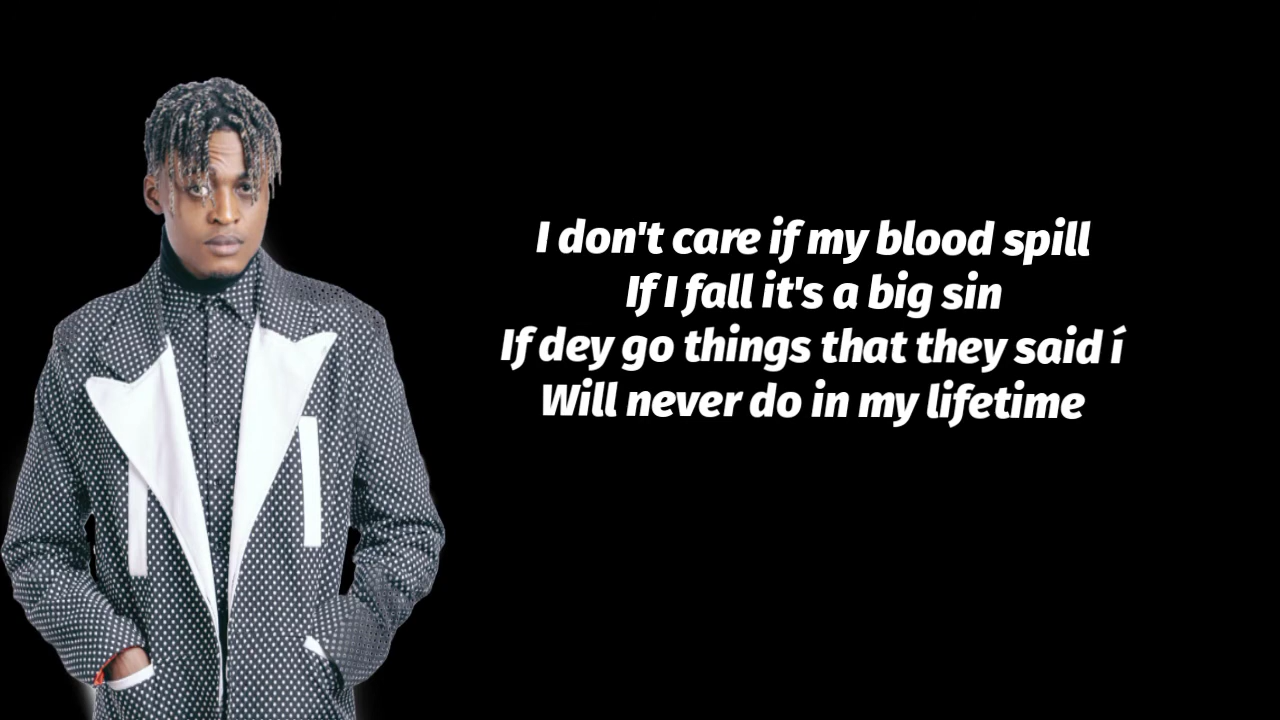 I don't care if my blood spill
If I fall it's a big sin
If dey go things that they said í
Will never do in my lifetime